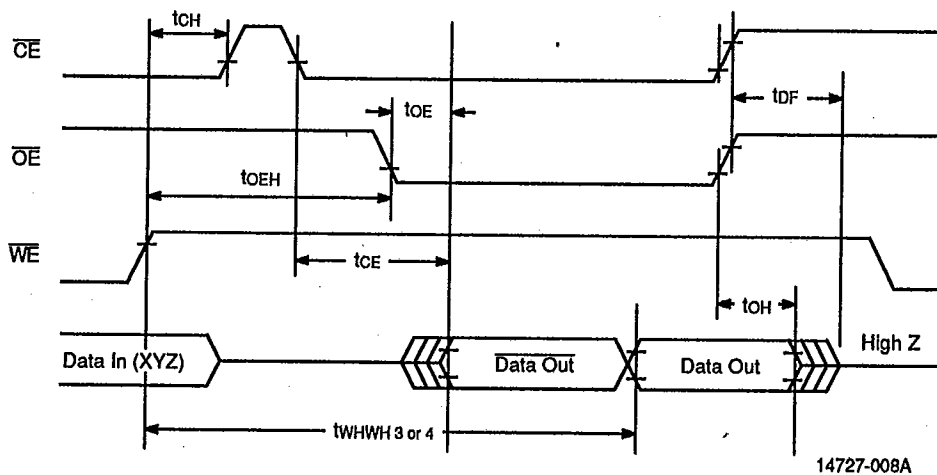 tCH
CE
tOE
tDF
OE
tOEH
WE
tCE
tOH
High Z
Data In (XYZ)
Data Out
Data Out
tWHWH 3 or 4
14727-008A